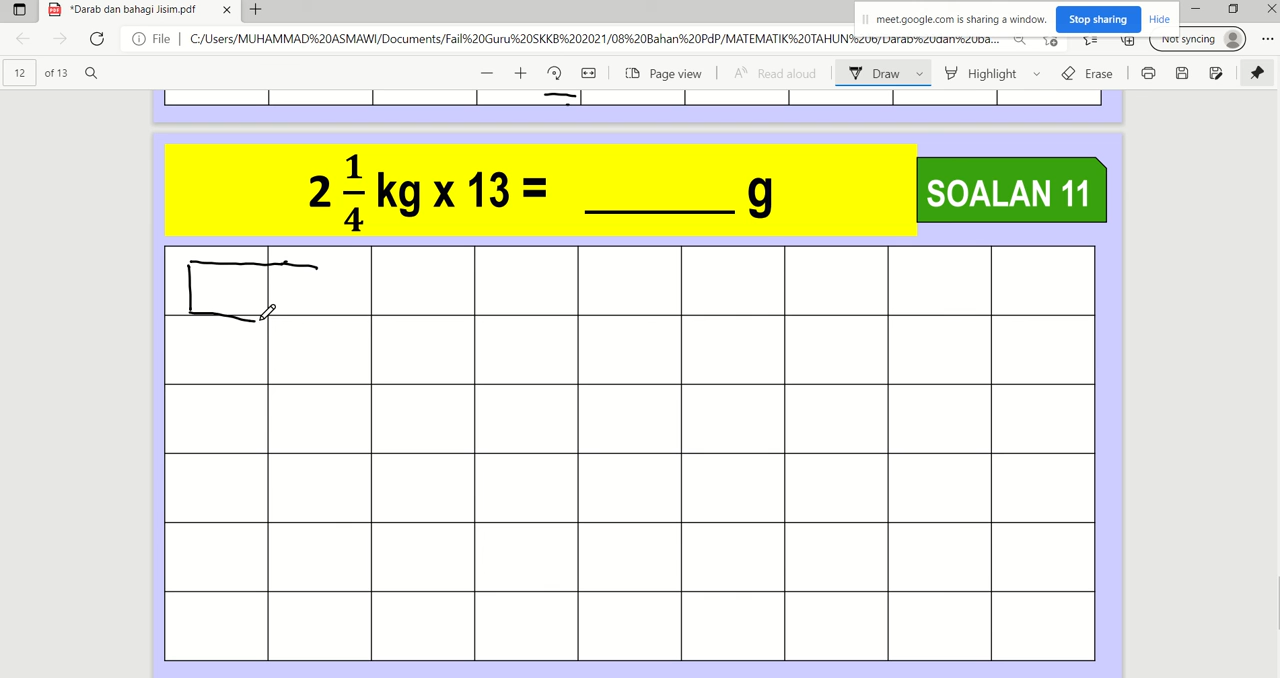 *Darab dan bahagi Jisim.pdf
meet.google.com is sharing a window. Stop sharing Hide
File C:/Users/MUHAMMAD%20ASMAWI/Documents/Fail%20Guru%20SKKB%202021/08%20Bahan%20PdP/MATEMATIK%20TAHUN%206/Darab%20dan%20ba... Not syncing
12 of 13 Page view Read aloud Draw Highlight Erase
2 1/4 kg x 13 = ________ g
SOALAN 11